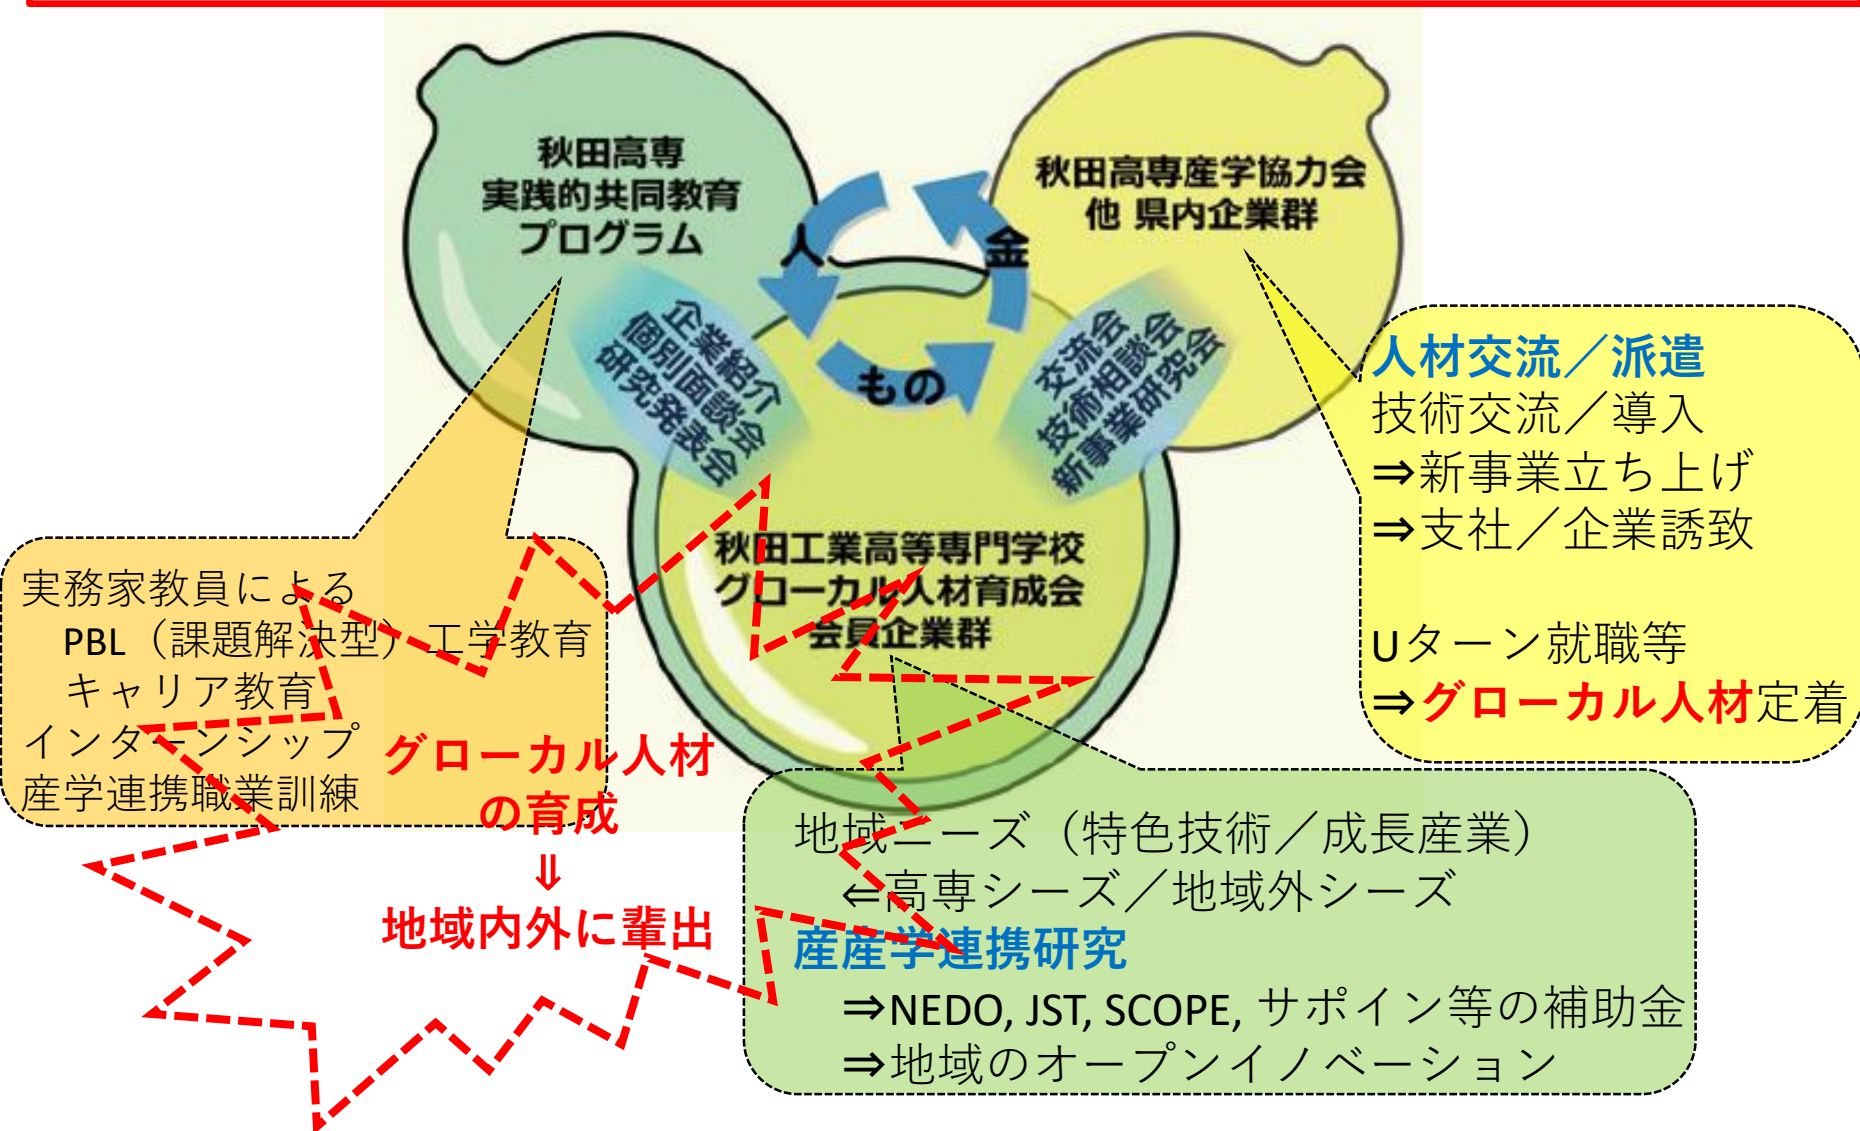 秋田高専
実践的共同教育
プログラム
秋田高専産学協力会
他 県内企業群
人
金
もの
企業紹介
個別面談会
研究発表会
交流会
技術相談会
新事業研究会
秋田工業高等専門学校
グローカル人材育成会
会員企業群
人材交流／派遣
技術交流／導入
⇒新事業立ち上げ
⇒支社／企業誘致
Uターン就職等
⇒グローカル人材定着
実務家教員による
PBL（課題解決型）工学教育
キャリア教育
インターンシップ
産学連携職業訓練
グローカル人材
の育成
⇓
地域内外に輩出
地域ニーズ（特色技術／成長産業）
⇐高専シーズ／地域外シーズ
産産学連携研究
⇒NEDO, JST, SCOPE, サポイン等の補助金
⇒地域のオープンイノベーション